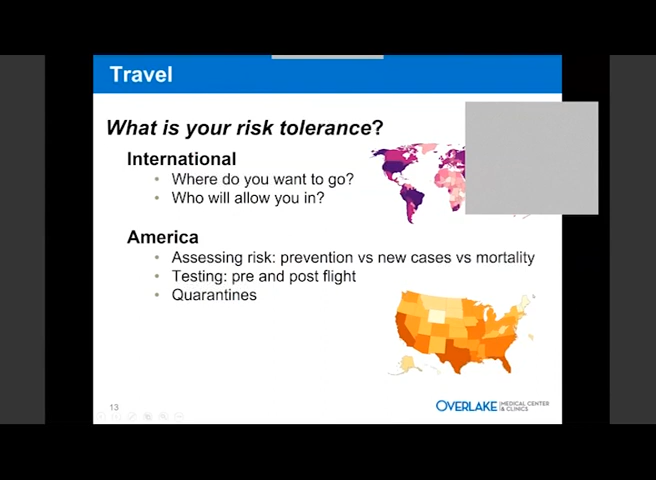 Travel
What is your risk tolerance?
International
• Where do you want to go?
• Who will allow you in?
America
• Assessing risk: prevention vs new cases vs mortality
• Testing: pre and post flight
• Quarantines
13
OVERLAKE MEDICAL CENTER & CLINICS